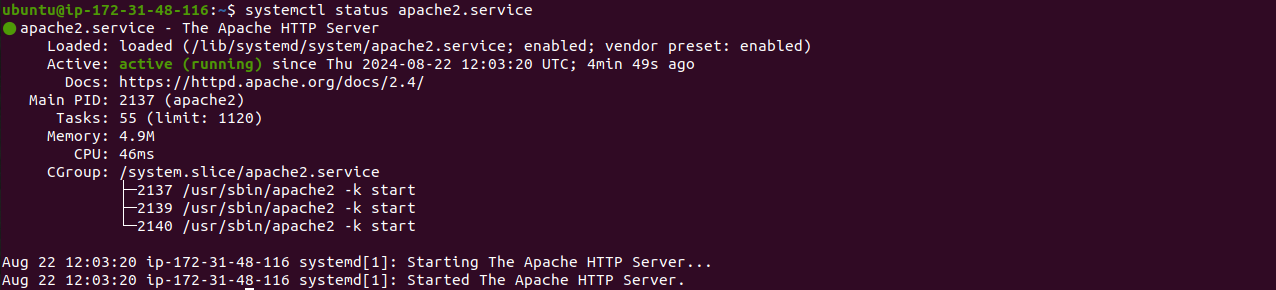 ubuntu@ip-172-31-48-116:~$ systemctl status apache2.service
● apache2.service - The Apache HTTP Server
     Loaded: loaded (/lib/systemd/system/apache2.service; enabled; vendor preset: enabled)
     Active: active (running) since Thu 2024-08-22 12:03:20 UTC; 4min 49s ago
       Docs: https://httpd.apache.org/docs/2.4/
   Main PID: 2137 (apache2)
      Tasks: 55 (limit: 1120)
     Memory: 4.9M
        CPU: 46ms
     CGroup: /system.slice/apache2.service
             ├─2137 /usr/sbin/apache2 -k start
             ├─2139 /usr/sbin/apache2 -k start
             └─2140 /usr/sbin/apache2 -k start
Aug 22 12:03:20 ip-172-31-48-116 systemd[1]: Starting The Apache HTTP Server...
Aug 22 12:03:20 ip-172-31-48-116 systemd[1]: Started The Apache HTTP Server.